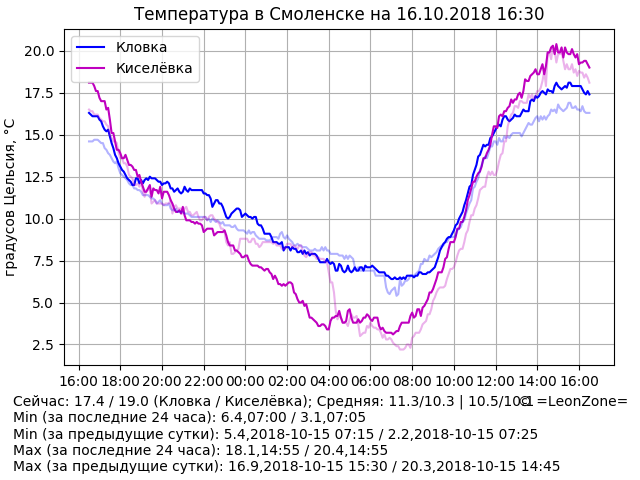 Температура в Смоленске на 16.10.2018 16:30
Кловка
Киселёвка
градусов Цельсия, °C
20.0
17.5
15.0
12.5
10.0
7.5
5.0
2.5
16:00 18:00 20:00 22:00 00:00 02:00 04:00 06:00 08:00 10:00 12:00 14:00 16:00
Сейчас: 17.4 / 19.0 (Кловка / Киселёвка); Средняя: 11.3/10.3 | 10.5/10.1 © =LeonZone=
Min (за последние 24 часа): 6.4,07:00 / 3.1,07:05
Min (за предыдущие сутки): 5.4,2018-10-15 07:15 / 2.2,2018-10-15 07:25
Max (за последние 24 часа): 18.1,14:55 / 20.4,14:55
Max (за предыдущие сутки): 16.9,2018-10-15 15:30 / 20.3,2018-10-15 14:45